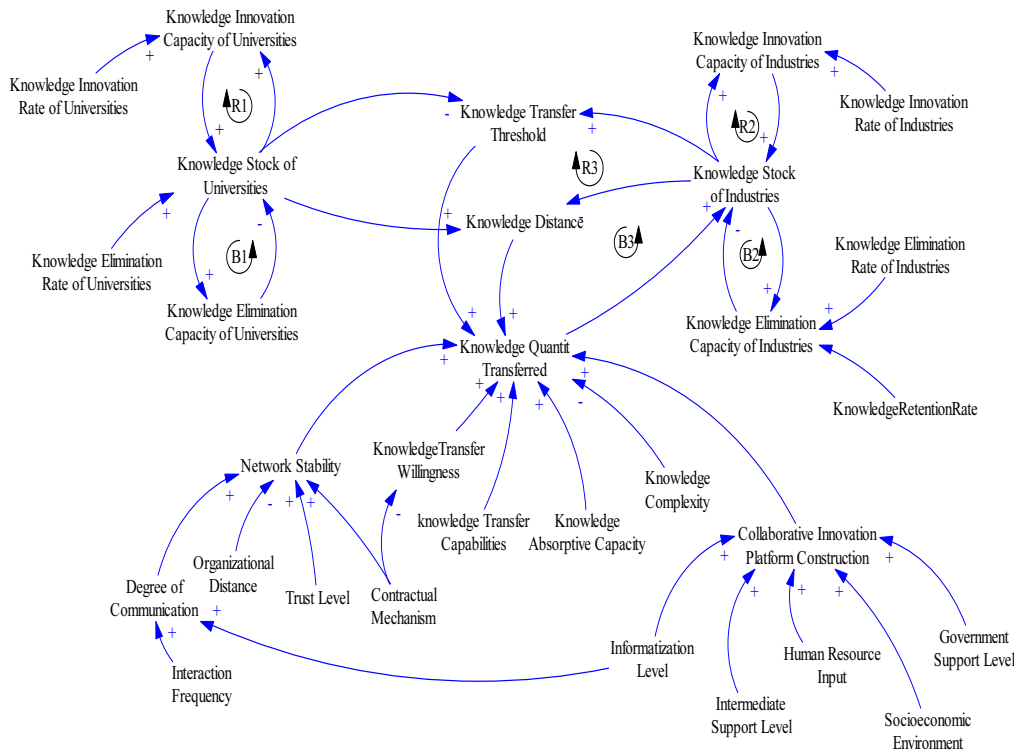 Knowledge Innovation
Capacity of Universities
+
+
Knowledge Innovation
Rate of Universities
R1
+
Knowledge Stock of
Universities
+
-
B1
+
Knowledge Elimination
Rate of Universities
Knowledge Elimination
Capacity of Universities
Knowledge Transfer
Threshold
-
+
R3
Knowledge Distance
+
-
B3
Knowledge Innovation
Capacity of Industries
+
+
Knowledge Innovation
Rate of Industries
R2
+
Knowledge Stock
of Industries
+
-
B2
+
Knowledge Elimination
Rate of Industries
+
Knowledge Elimination
Capacity of Industries
KnowledgeRetentionRate
+
+
Knowledge Quantit
Transferred
+
+
+
+
+
-
Network Stability
+
-
+
+
KnowledgeTransfer
Willingness
-
knowledge Transfer
Capabilities
Knowledge
Absorptive Capacity
Knowledge
Complexity
Collaborative Innovation
Platform Construction
+
+
+
+
+
Degree of
Communication
+
+
Organizational
Distance
Trust Level
Contractual
Mechanism
Interaction
Frequency
Informatization
Level
Intermediate
Support Level
Human Resource
Input
Socioeconomic
Environment
Government
Support Level